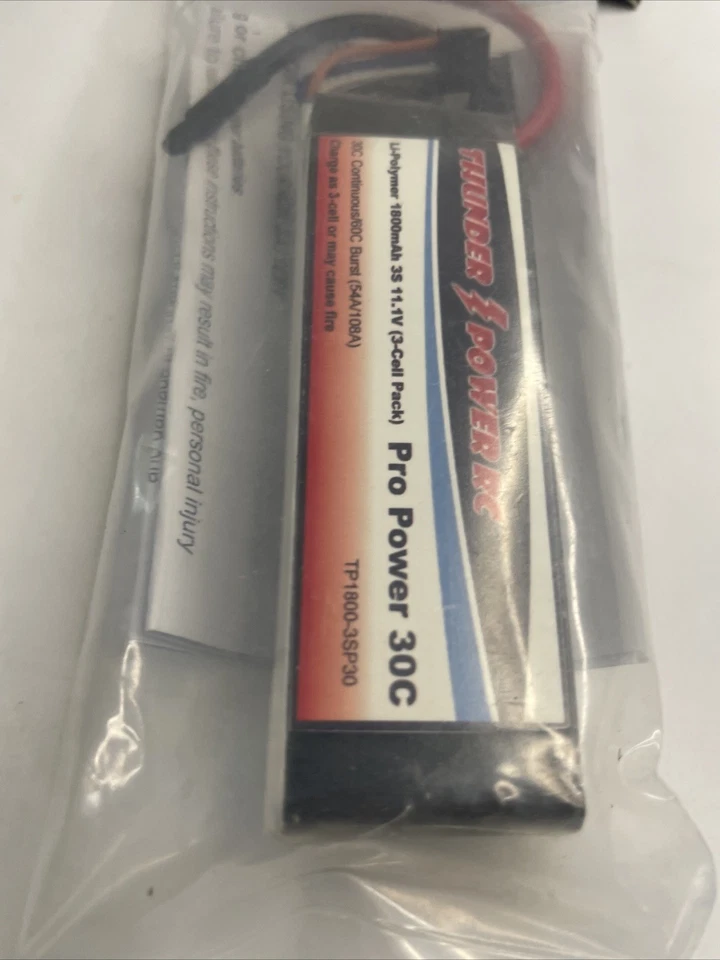 THUNDER POWER RC
Li-Polymer 1800mAh 3S 11.1V (3-Cell Pack) Pro Power 30C
30C Continuous/60C Burst (54A/108A)
Charge as 3-cell or may cause fire
TP1800-3SP30
these instructions may result in fire, personal injury